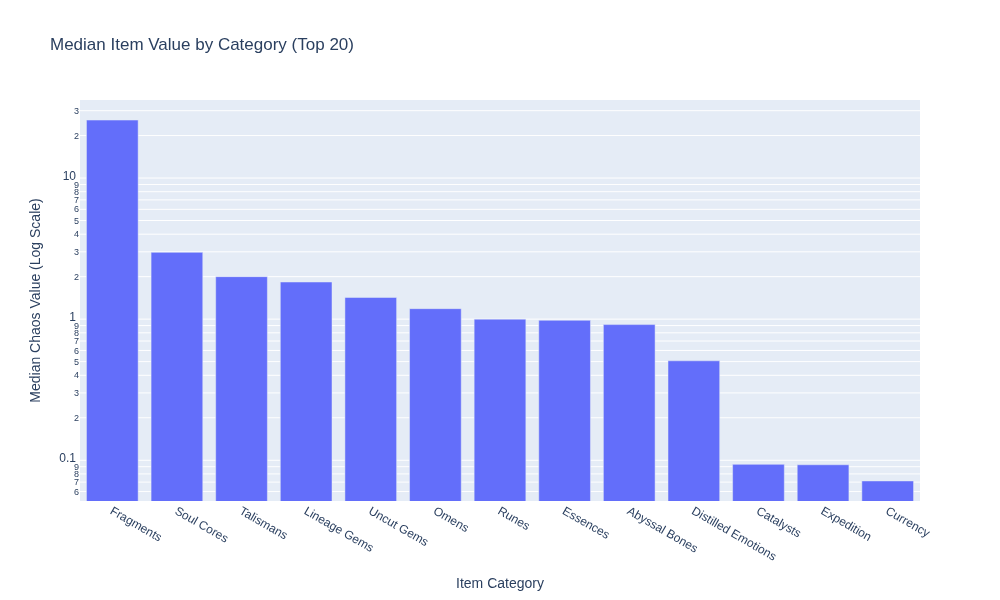 Median Item Value by Category (Top 20)
3
2
10
9
8
7
6
5
4
3
2
1
9
8
7
6
5
4
3
2
0.1
9
8
7
6
Median Chaos Value (Log Scale)
Fragments
Soul Cores
Talismans
Lineage Gems
Uncut Gems
Omens
Runes
Essences
Abyssal Bones
Distilled Emotions
Catalysts
Expedition
Currency
Item Category